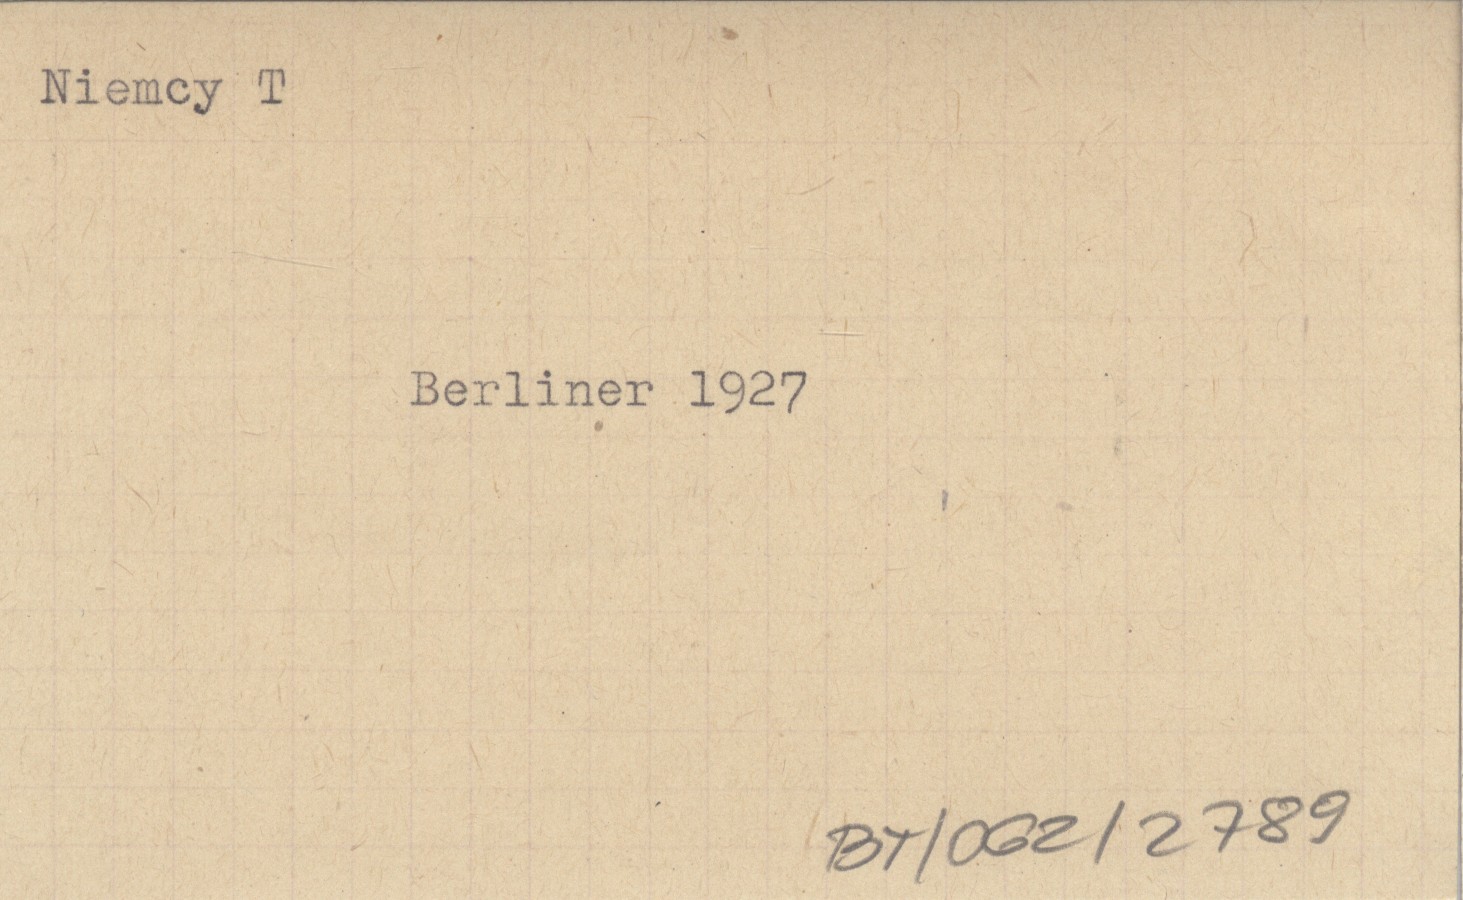 Niemcy T
Berliner 1927
BT/062/2789